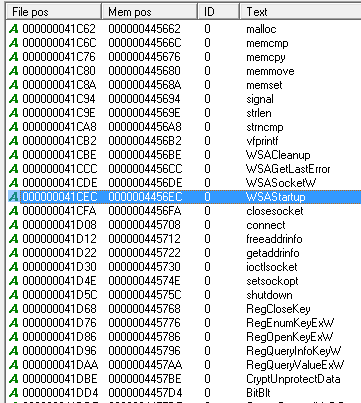 File pos Mem pos ID Text
A 000000041C62 000000445662 0 malloc
A 000000041C6C 00000044566C 0 memcmp
A 000000041C76 000000445676 0 memcpy
A 000000041C80 000000445680 0 memmove
A 000000041C8A 00000044568A 0 memset
A 000000041C94 000000445694 0 signal
A 000000041C9E 00000044569E 0 strlen
A 000000041CA8 0000004456A8 0 strncmp
A 000000041CB2 0000004456B2 0 vfprintf
A 000000041CBE 0000004456BE 0 WSACleanup
A 000000041CCC 0000004456CC 0 WSAGetLastError
A 000000041CDE 0000004456DE 0 WSASocketW
A 000000041CEC 0000004456EC 0 WSAStartup
A 000000041CFA 0000004456FA 0 closesocket
A 000000041D08 000000445708 0 connect
A 000000041D12 000000445712 0 freeaddrinfo
A 000000041D22 000000445722 0 getaddrinfo
A 000000041D30 000000445730 0 ioctlsocket
A 000000041D4E 00000044574E 0 setsockopt
A 000000041D5C 00000044575C 0 shutdown
A 000000041D68 000000445768 0 RegCloseKey
A 000000041D76 000000445776 0 RegEnumKeyExW
A 000000041D86 000000445786 0 RegOpenKeyExW
A 000000041D96 000000445796 0 RegQueryInfoKeyW
A 000000041DAA 0000004457AA 0 RegQueryValueExW
A 000000041DBE 0000004457BE 0 CryptUnprotectData
A 000000041DD4 0000004457D4 0 BitBlt